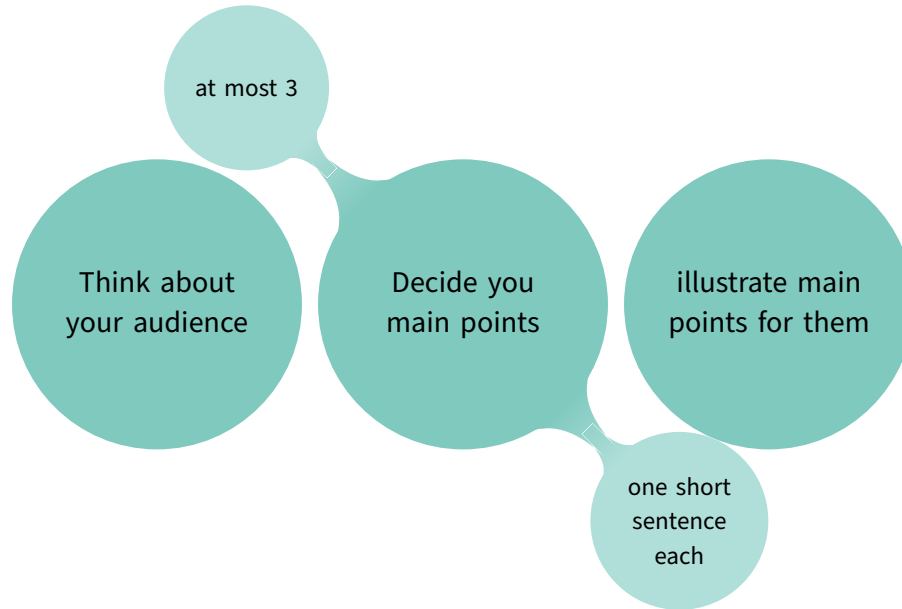 at most 3
Think about
your audience
Decide you
main points
illustrate main
points for them
one short
sentence
each